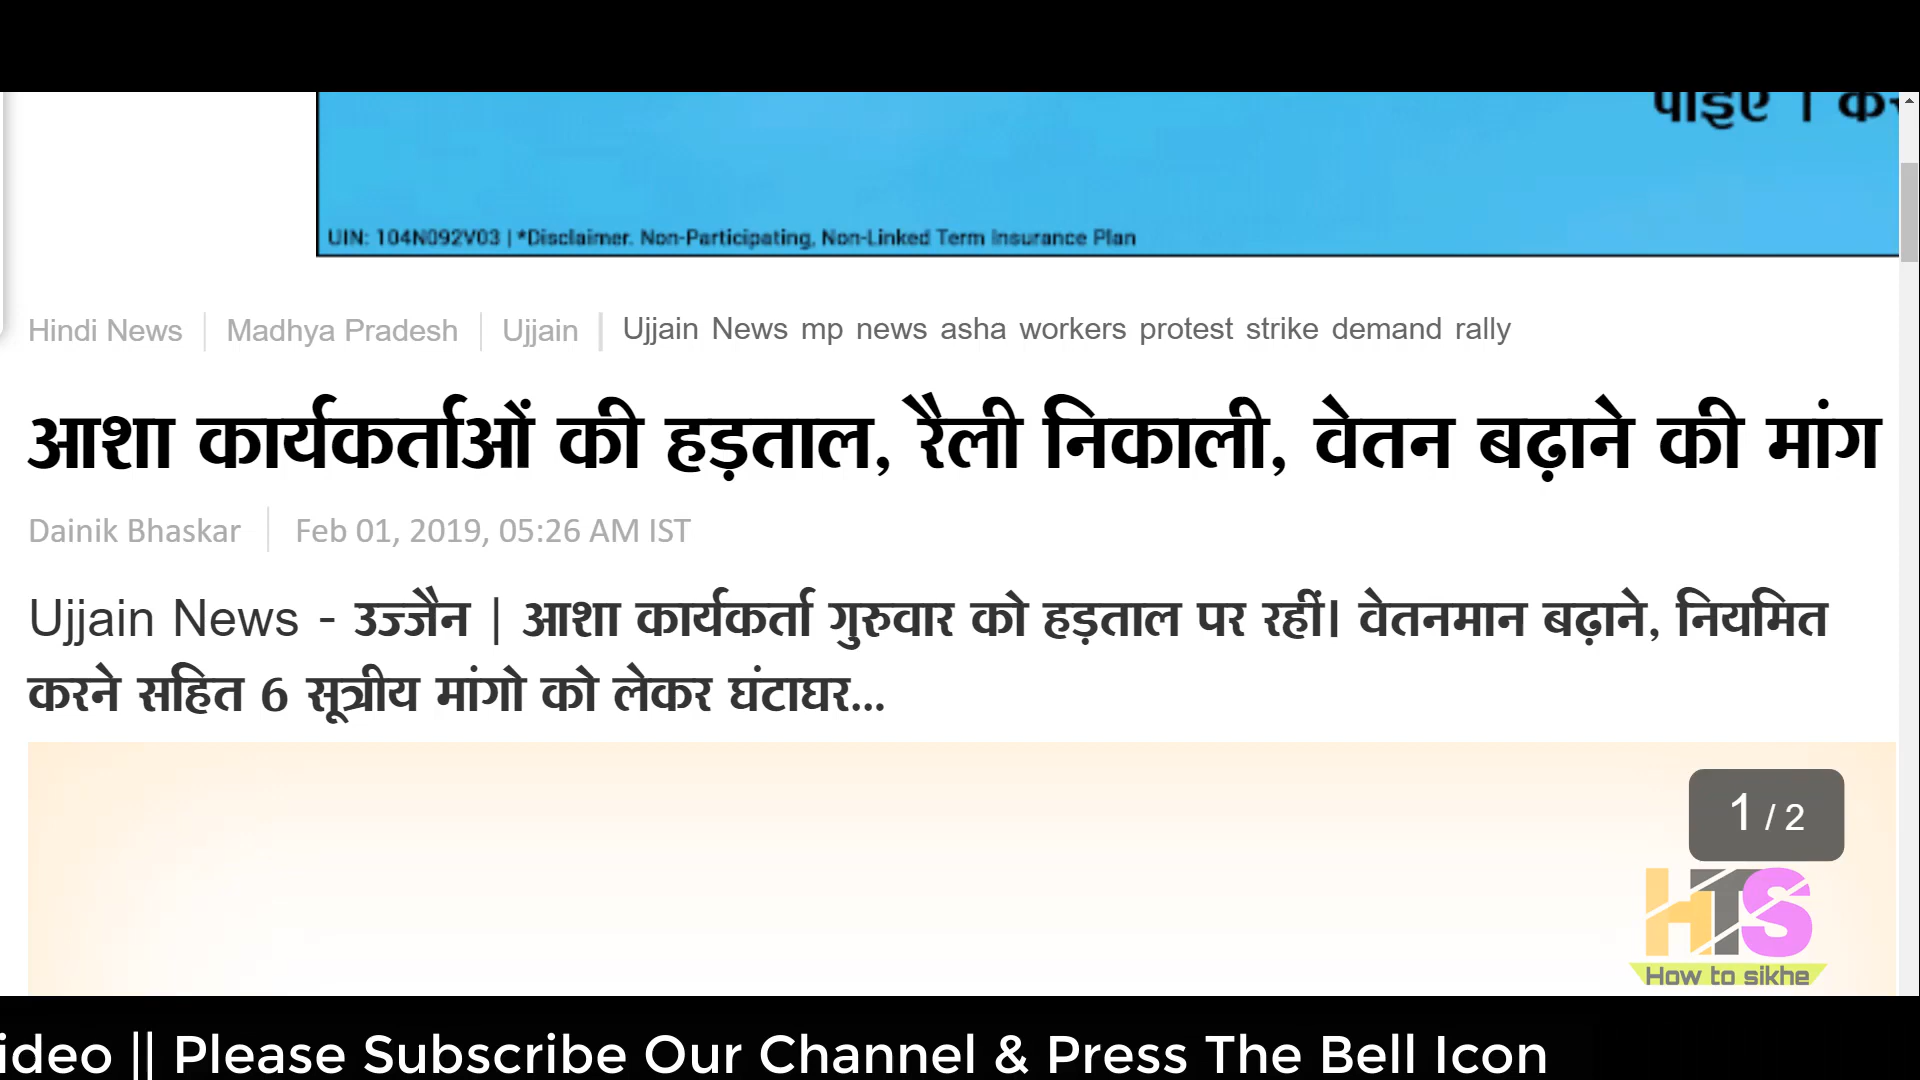 पाइए । कर
UIN: 104N092V03 | *Disclaimer. Non-Participating, Non-Linked Term Insurance Plan
Hindi News | Madhya Pradesh | Ujjain | Ujjain News mp news asha workers protest strike demand rally
आशा कार्यकर्ताओं की हड़ताल, रैली निकाली, वेतन बढ़ाने की मांग
Dainik Bhaskar | Feb 01, 2019, 05:26 AM IST
Ujjain News - उज्जैन | आशा कार्यकर्ता गुरुवार को हड़ताल पर रहीं। वेतनमान बढ़ाने, नियमित
करने सहित 6 सूत्रीय मांगो को लेकर घंटाघर...
1 / 2
HTS
How to sikhe
ideo || Please Subscribe Our Channel & Press The Bell Icon